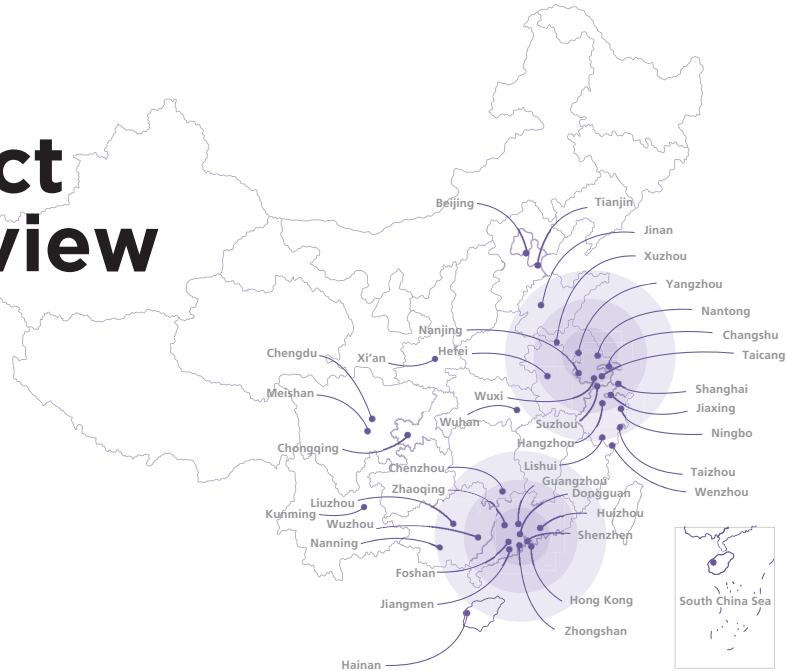 ct
view
Beijing
Tianjin
Jinan
Xuzhou
Yangzhou
Nantong
Changshu
Taicang
Nanjing
Hefei
Chengdu
Xi'an
Meishan
Wuxi
Shanghai
Jiaxing
Wuhan
Suzhou
Ningbo
Chongqing
Hangzhou
Chenzhou
Lishui
Taizhou
Zhaoqing
Guangzhou
Wenzhou
Dongguan
Liuzhou
Kunming
Huizhou
Wuzhou
Shenzhen
Nanning
Foshan
Hong Kong
South China Sea
Jiangmen
Zhongshan
Hainan